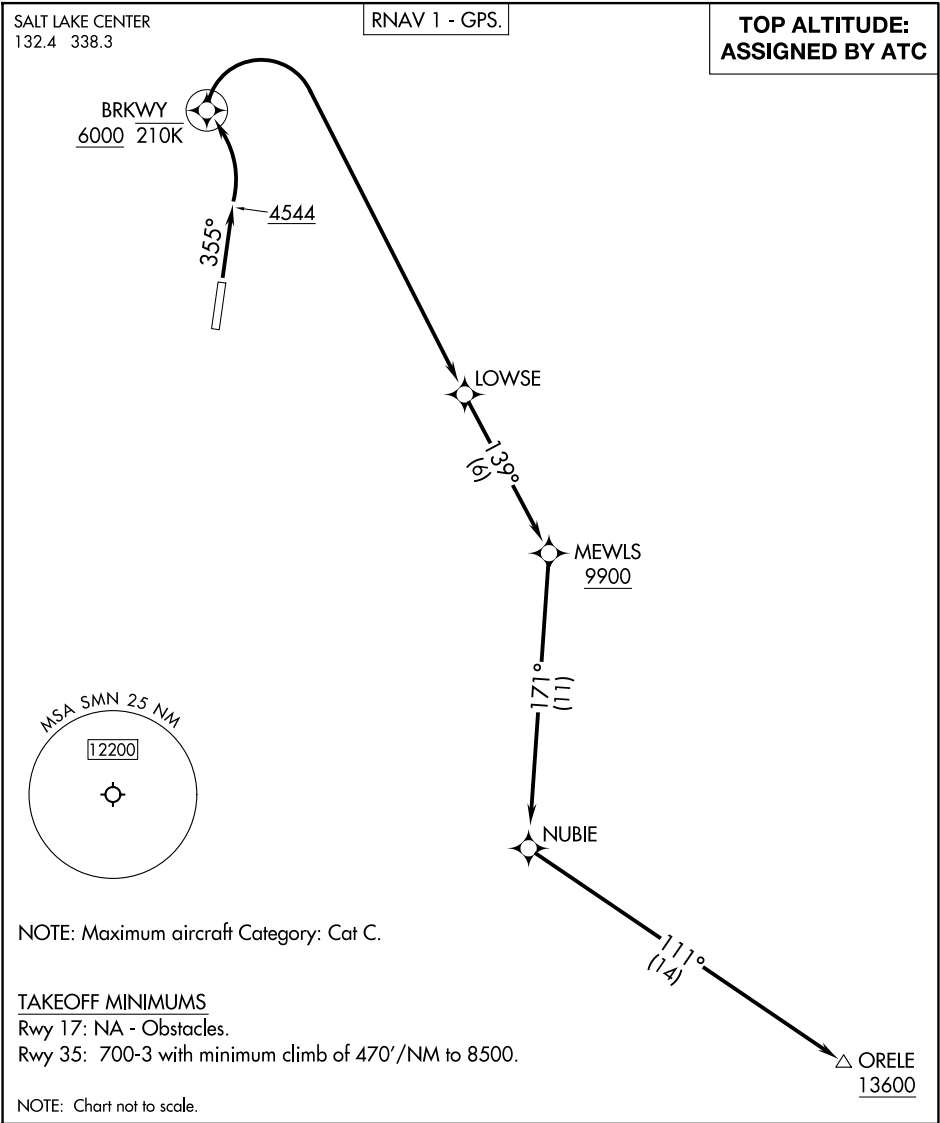 SALT LAKE CENTER
132.4 338.3
RNAV 1 - GPS.
TOP ALTITUDE:
ASSIGNED BY ATC
BRKWY
6000 210K
4544
355°
LOWSE
139°
(6)
MEWLS
9900
171°
(11)
MSA SMN 25 NM
12200
NUBIE
111°
(14)
ORELE
13600
NOTE: Maximum aircraft Category: Cat C.
TAKEOFF MINIMUMS
Rwy 17: NA - Obstacles.
Rwy 35: 700-3 with minimum climb of 470'/NM to 8500.
NOTE: Chart not to scale.